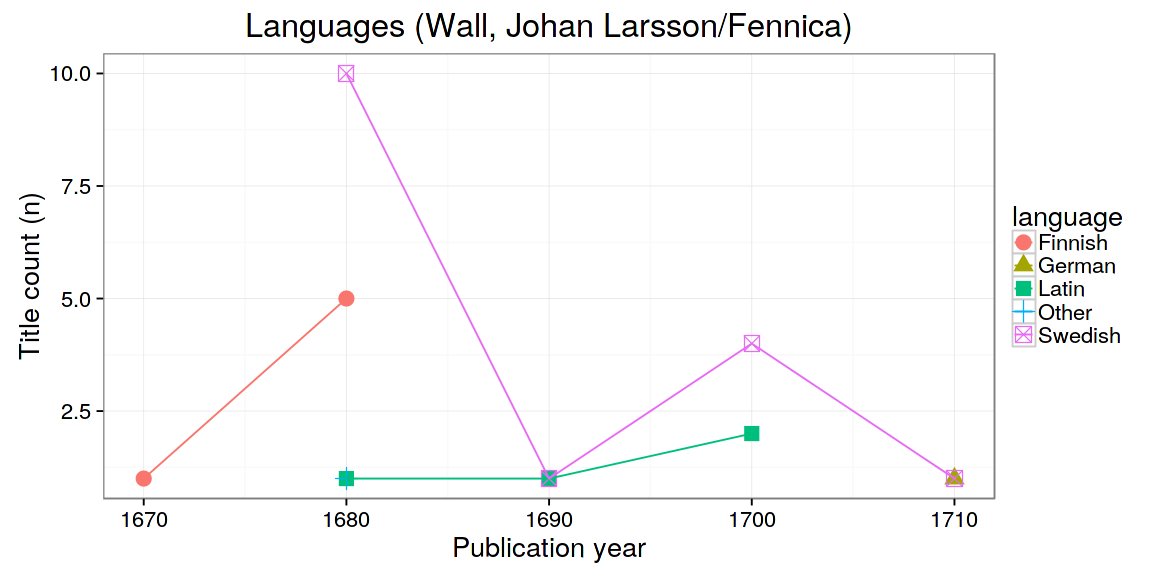 Languages (Wall, Johan Larsson/Fennica)
Title count (n)
10.0
7.5
5.0
2.5
1670 1680 1690 1700 1710
Publication year
language
Finnish
German
Latin
Other
Swedish